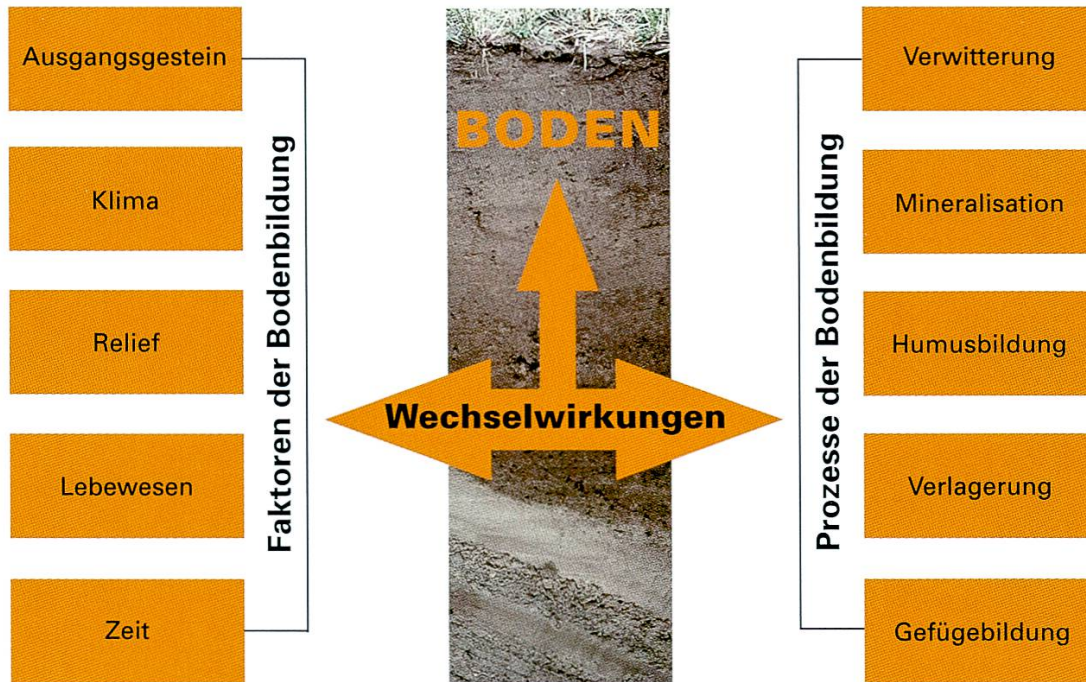 Ausgangsgestein
Klima
Relief
Lebewesen
Zeit
Faktoren der Bodenbildung
BODEN
Wechselwirkungen
Prozesse der Bodenbildung
Verwitterung
Mineralisation
Humusbildung
Verlagerung
Gefügebildung